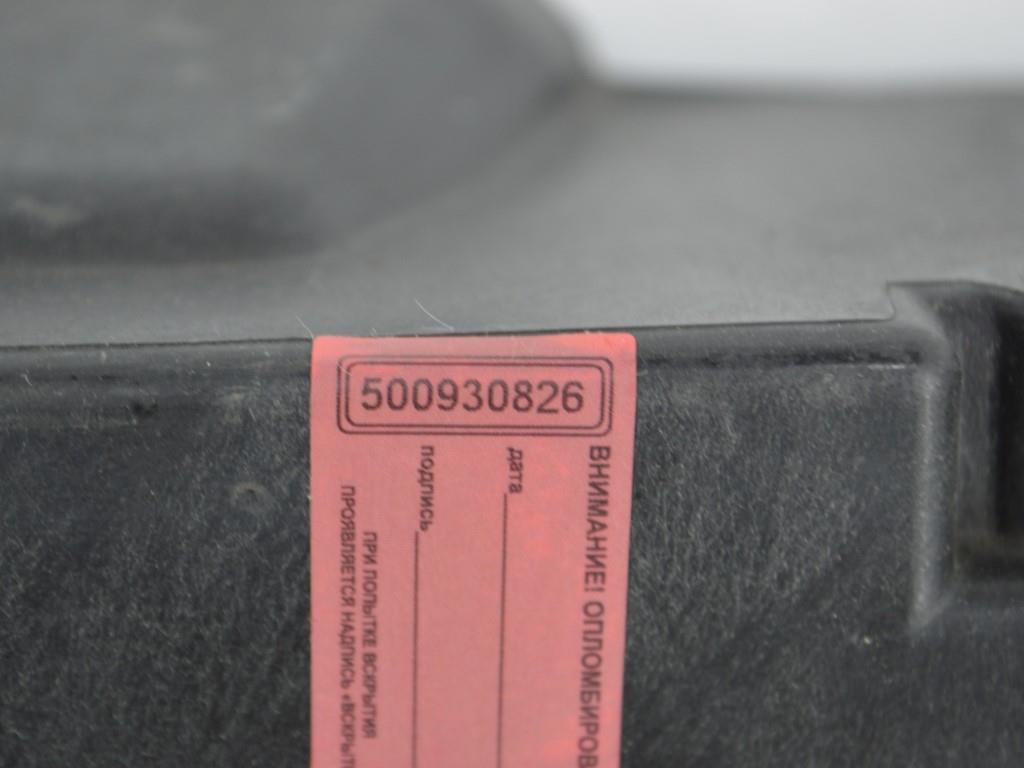 500930826
ВНИМАНИЕ! ОПЛОМБИРОВ
дата
подпись
ПРИ ПОПЫТКЕ ВСКРЫТИЯ
ПРОЯВЛЯЕТСЯ НАДПИСЬ «ВСКРЫТ